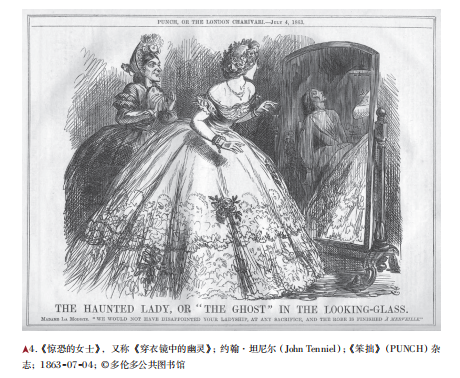 PUNCH, OR THE LONDON CHARIVARI.—JULY 4, 1863.
THE HAUNTED LADY, OR "THE GHOST" IN THE LOOKING-GLASS.
MADAME LA MODISTE. "WE WOULD NOT HAVE DISAPPOINTED YOUR LADYSHIP, AT ANY SACRIFICE, AND THE ROBE IS FINISHED À MERVEILLE."
▲4.《惊恐的女士》，又称《穿衣镜中的幽灵》；约翰·坦尼尔（John Tenniel）；《笨拙》（PUNCH）杂
志；1863-07-04；©多伦多公共图书馆